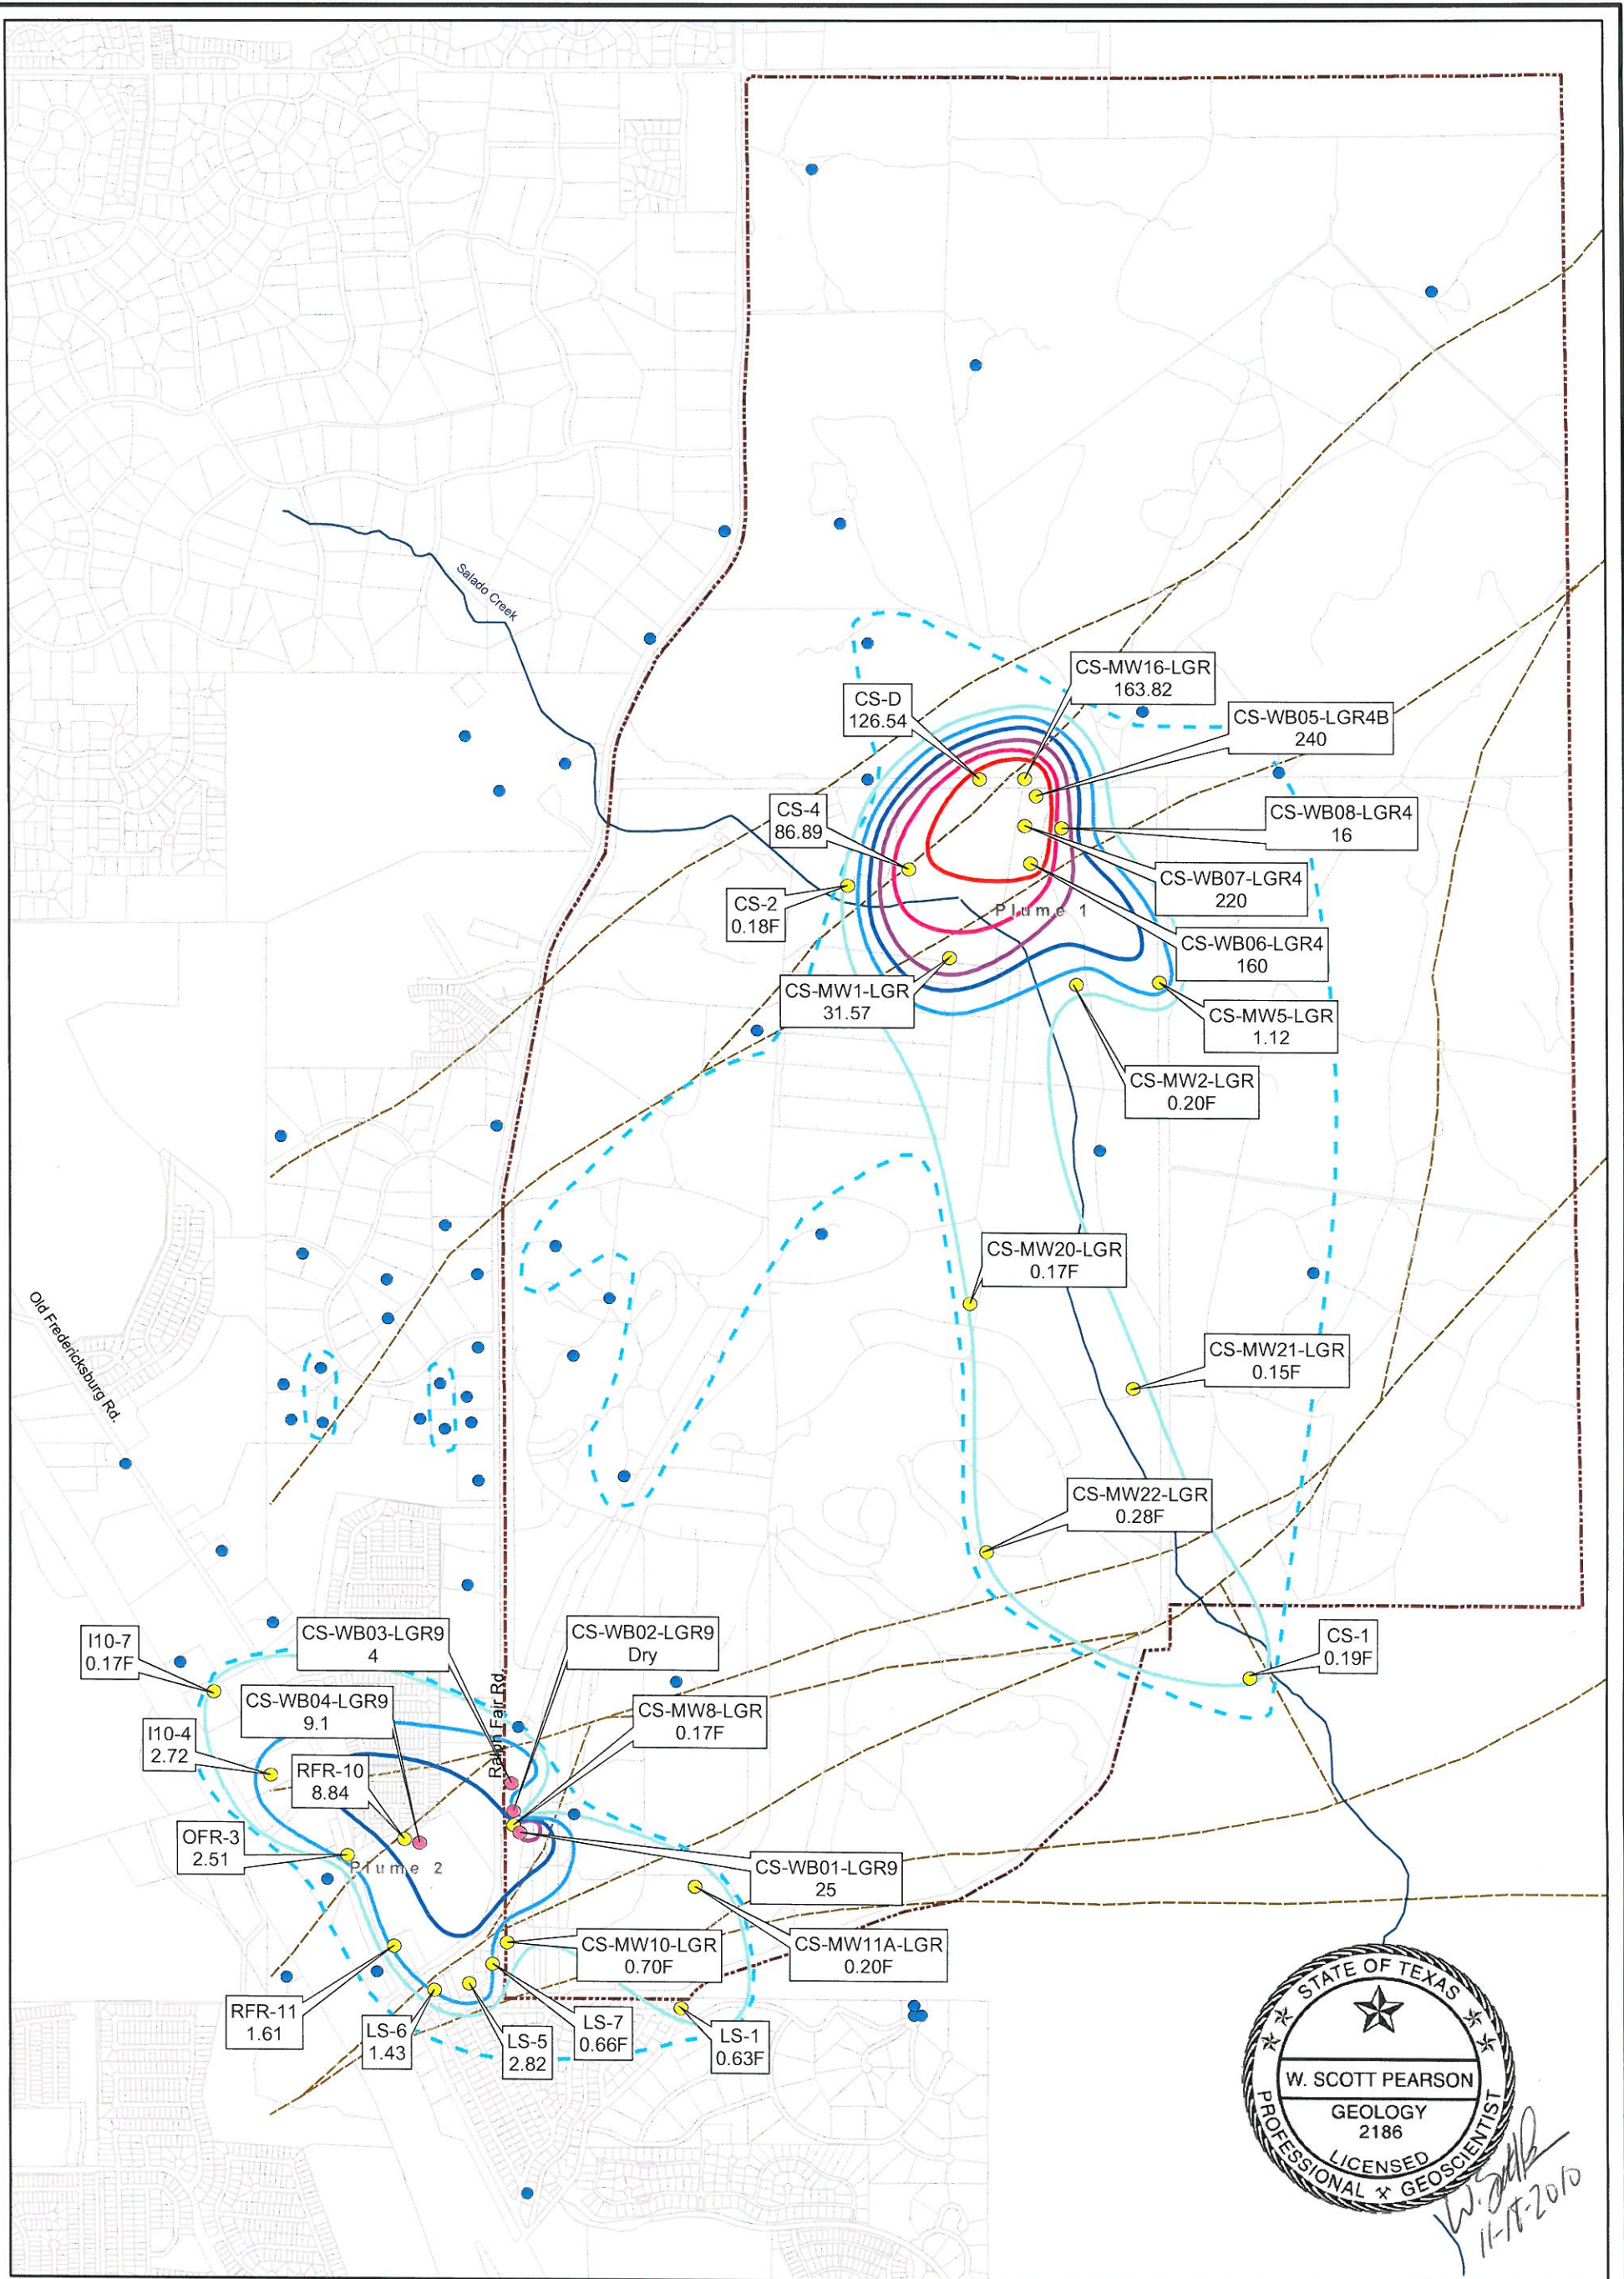 Salado Creek
CS-MW16-LGR
163.82
CS-D
126.54
CS-WB05-LGR4B
240
CS-4
86.89
CS-WB08-LGR4
16
CS-WB07-LGR4
220
CS-2
0.18F
Plume 1
CS-WB06-LGR4
160
CS-MW1-LGR
31.57
CS-MW5-LGR
1.12
CS-MW2-LGR
0.20F
CS-MW20-LGR
0.17F
Old Fredericksburg Rd.
CS-MW21-LGR
0.15F
CS-MW22-LGR
0.28F
I10-7
0.17F
CS-WB03-LGR9
4
CS-WB02-LGR9
Dry
CS-1
0.19F
Ralph Fair Rd.
CS-WB04-LGR9
9.1
CS-MW8-LGR
0.17F
I10-4
2.72
RFR-10
8.84
OFR-3
2.51
Plume 2
CS-WB01-LGR9
25
CS-MW10-LGR
0.70F
CS-MW11A-LGR
0.20F
RFR-11
1.61
LS-6
1.43
LS-5
2.82
LS-7
0.66F
LS-1
0.63F
STATE OF TEXAS
W. SCOTT PEARSON
GEOLOGY
2186
LICENSED
PROFESSIONAL GEOSCIENTIST
11-18-2010